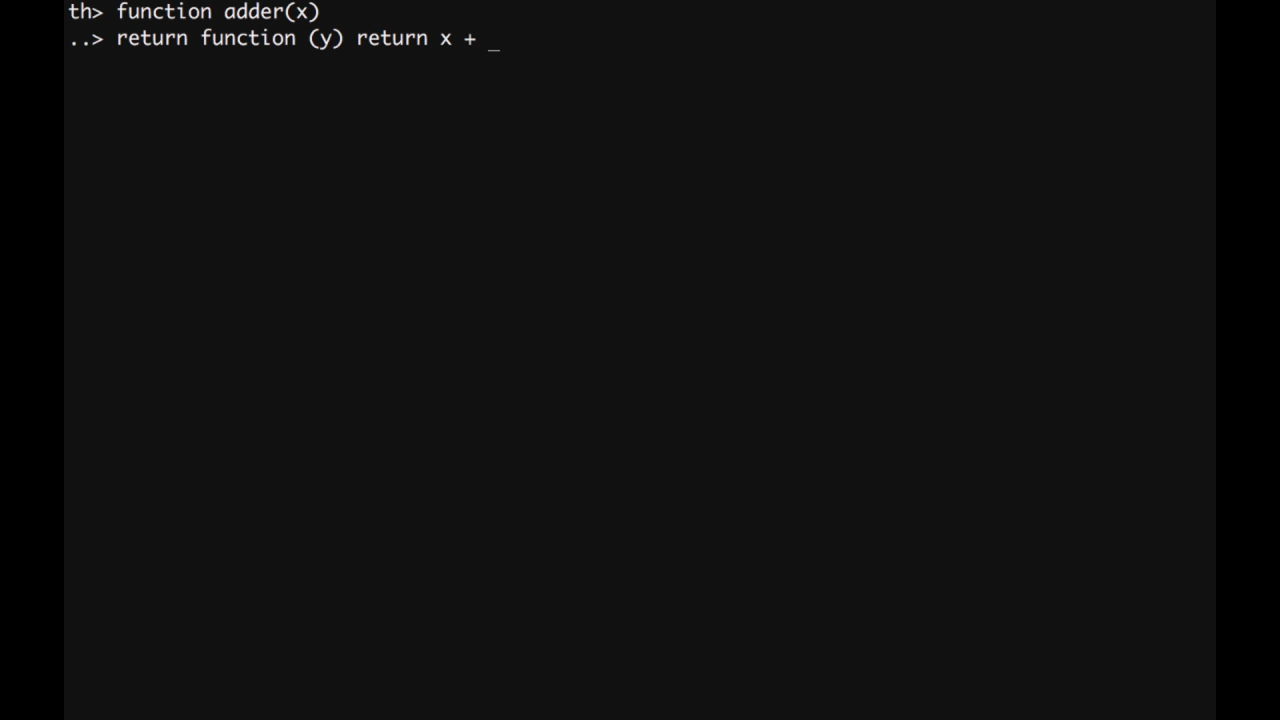 th> function adder(x)
..> return function (y) return x + _